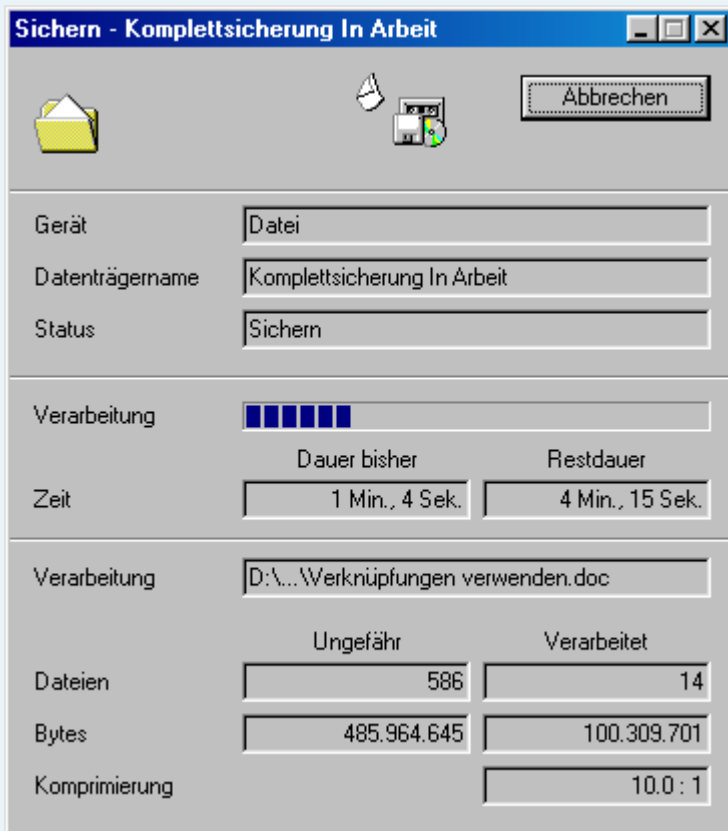 Sichern - Komplettsicherung In Arbeit
Abbrechen
Gerät Datei
Datenträgername Komplettsicherung In Arbeit
Status Sichern
Verarbeitung
Dauer bisher Restdauer
Zeit 1 Min., 4 Sek. 4 Min., 15 Sek.
Verarbeitung D:\...\Verknüpfungen verwenden.doc
Ungefähr Verarbeitet
Dateien 586 14
Bytes 485.964.645 100.309.701
Komprimierung 10.0 : 1